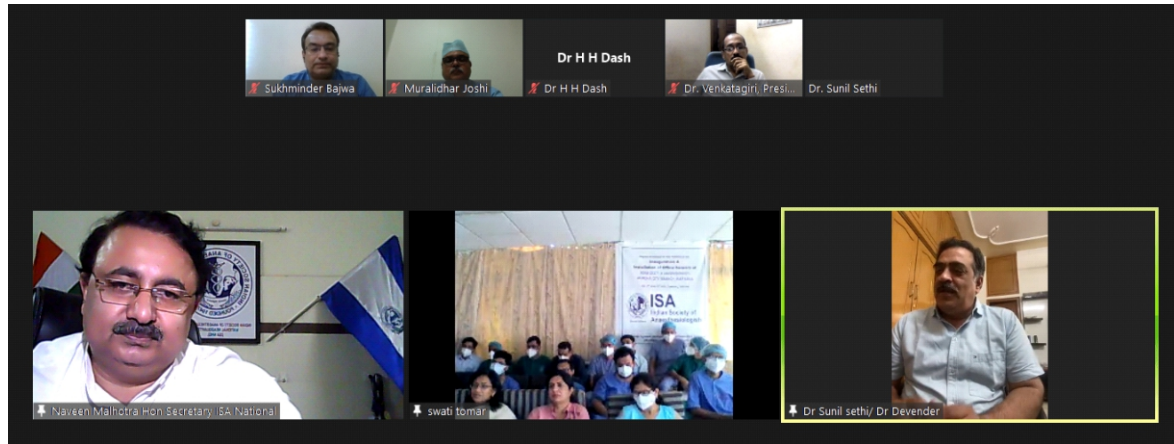 Dr H H Dash
Sukhminder Bajwa
Muralidhar Joshi
Dr H H Dash
Dr. Venkatagiri, Presi...
Dr. Sunil Sethi
ISA
Indian Society of
Anaesthesiologists
Naveen Malhotra Hon Secretary ISA National
swati tomar
Dr Sunil sethi/ Dr Devender